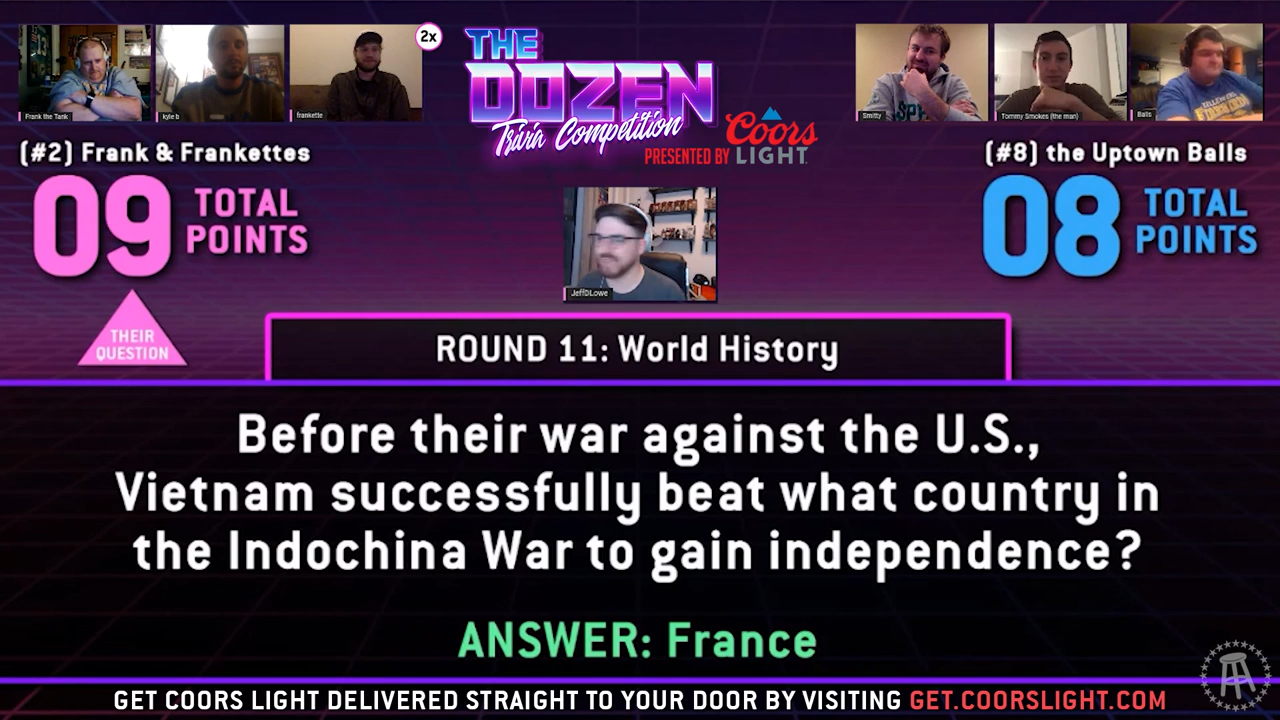 Frank the Tank
kyle b
frankette
2x
THE
DOZEN
Trivia Competition
PRESENTED BY
Coors
LIGHT
Smitty
Tommy Smokes (the man)
Balls
(#2) Frank & Frankettes
09
TOTAL
POINTS
(#8) the Uptown Balls
08
TOTAL
POINTS
JeffDLowe
THEIR
QUESTION
ROUND 11: World History
Before their war against the U.S.,
Vietnam successfully beat what country in
the Indochina War to gain independence?
ANSWER: France
GET COORS LIGHT DELIVERED STRAIGHT TO YOUR DOOR BY VISITING GET.COORSLIGHT.COM